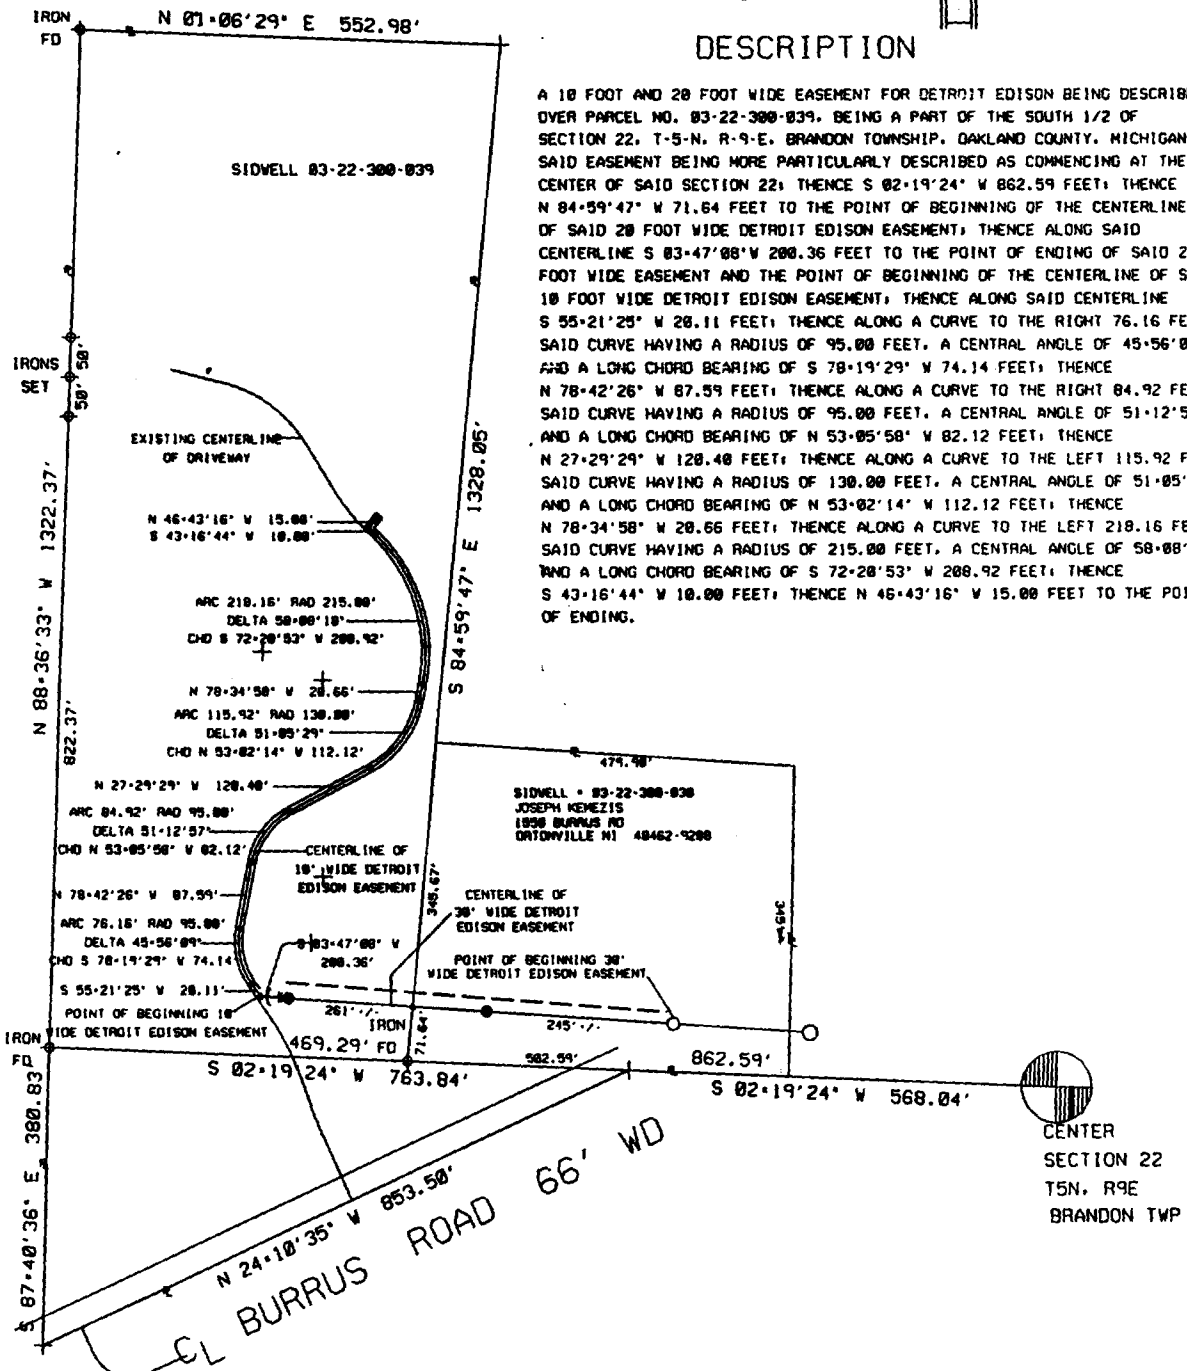 IRON
FD
N 01°06'29" E 552.98'
DESCRIPTION
A 10 FOOT AND 20 FOOT WIDE EASEMENT FOR DETROIT EDISON BEING DESCRIB
OVER PARCEL NO. 03-22-300-039. BEING A PART OF THE SOUTH 1/2 OF
SECTION 22. T-5-N. R-9-E. BRANDON TOWNSHIP. OAKLAND COUNTY. MICHIGAN
SAID EASEMENT BEING MORE PARTICULARLY DESCRIBED AS COMMENCING AT THE
CENTER OF SAID SECTION 22; THENCE S 02°19'24" W 862.59 FEET; THENCE
N 84°59'47" W 71.64 FEET TO THE POINT OF BEGINNING OF THE CENTERLINE
OF SAID 20 FOOT WIDE DETROIT EDISON EASEMENT; THENCE ALONG SAID
CENTERLINE S 03°47'08" W 200.36 FEET TO THE POINT OF ENDING OF SAID 2
FOOT WIDE EASEMENT AND THE POINT OF BEGINNING OF THE CENTERLINE OF S
10 FOOT WIDE DETROIT EDISON EASEMENT; THENCE ALONG SAID CENTERLINE
S 55°21'25" W 20.11 FEET; THENCE ALONG A CURVE TO THE RIGHT 76.16 FE
SAID CURVE HAVING A RADIUS OF 95.00 FEET. A CENTRAL ANGLE OF 45°56'0
AND A LONG CHORD BEARING OF S 78°19'29" W 74.14 FEET; THENCE
N 78°42'26" W 87.59 FEET; THENCE ALONG A CURVE TO THE RIGHT 84.92 FE
SAID CURVE HAVING A RADIUS OF 95.00 FEET. A CENTRAL ANGLE OF 51°12'5
AND A LONG CHORD BEARING OF N 53°05'58" W 82.12 FEET; THENCE
N 27°29'29" W 120.40 FEET; THENCE ALONG A CURVE TO THE LEFT 115.92 F
SAID CURVE HAVING A RADIUS OF 130.00 FEET. A CENTRAL ANGLE OF 51°05'
AND A LONG CHORD BEARING OF N 53°02'14" W 112.12 FEET; THENCE
N 78°34'58" W 20.66 FEET; THENCE ALONG A CURVE TO THE LEFT 218.16 FE
SAID CURVE HAVING A RADIUS OF 215.00 FEET. A CENTRAL ANGLE OF 58°08'
AND A LONG CHORD BEARING OF S 72°20'53" W 208.92 FEET; THENCE
S 43°16'44" W 10.00 FEET; THENCE N 46°43'16" W 15.00 FEET TO THE POI
OF ENDING.
SIDWELL 03-22-300-039
IRONS
SET
50' 50'
EXISTING CENTERLINE
OF DRIVEWAY
N 46°43'16" W 15.00'
S 43°16'44" W 10.00'
N 88°36'33" W 1322.37'
822.37'
S 84°59'47" E 1328.05'
ARC 218.16' RAD 215.00'
DELTA 58°08'18"
CHD S 72°20'53" W 208.92'
N 78°34'58" W 20.66'
ARC 115.92' RAD 130.00'
DELTA 51°05'29"
CHD N 53°02'14" W 112.12'
N 27°29'29" W 120.40'
ARC 84.92' RAD 95.00'
DELTA 51°12'57"
CHD N 53°05'58" W 82.12'
CENTERLINE OF
10' WIDE DETROIT
EDISON EASEMENT
N 78°42'26" W 87.59'
ARC 76.16' RAD 95.00'
DELTA 45°56'09"
CHD S 78°19'29" W 74.14'
S 55°21'25" W 20.11'
POINT OF BEGINNING 10'
WIDE DETROIT EDISON EASEMENT
S 03°47'08" W
200.36'
345.67'
479.98'
SIDWELL # 03-22-300-038
JOSEPH KEMEZIS
1550 BURRUS RD
ORTONVILLE MI 48462-9208
CENTERLINE OF
30' WIDE DETROIT
EDISON EASEMENT
POINT OF BEGINNING 30'
WIDE DETROIT EDISON EASEMENT
261' +/-
245' +/-
IRON
FD
71.64'
IRON
FD
469.29'
502.59'
862.59'
S 02°19'24" W 763.84'
S 02°19'24" W 568.04'
S 87°40'36" E 380.83'
N 24°10'35" W 853.50'
CL BURRUS ROAD 66' WD
CENTER
SECTION 22
T5N. R9E
BRANDON TWP